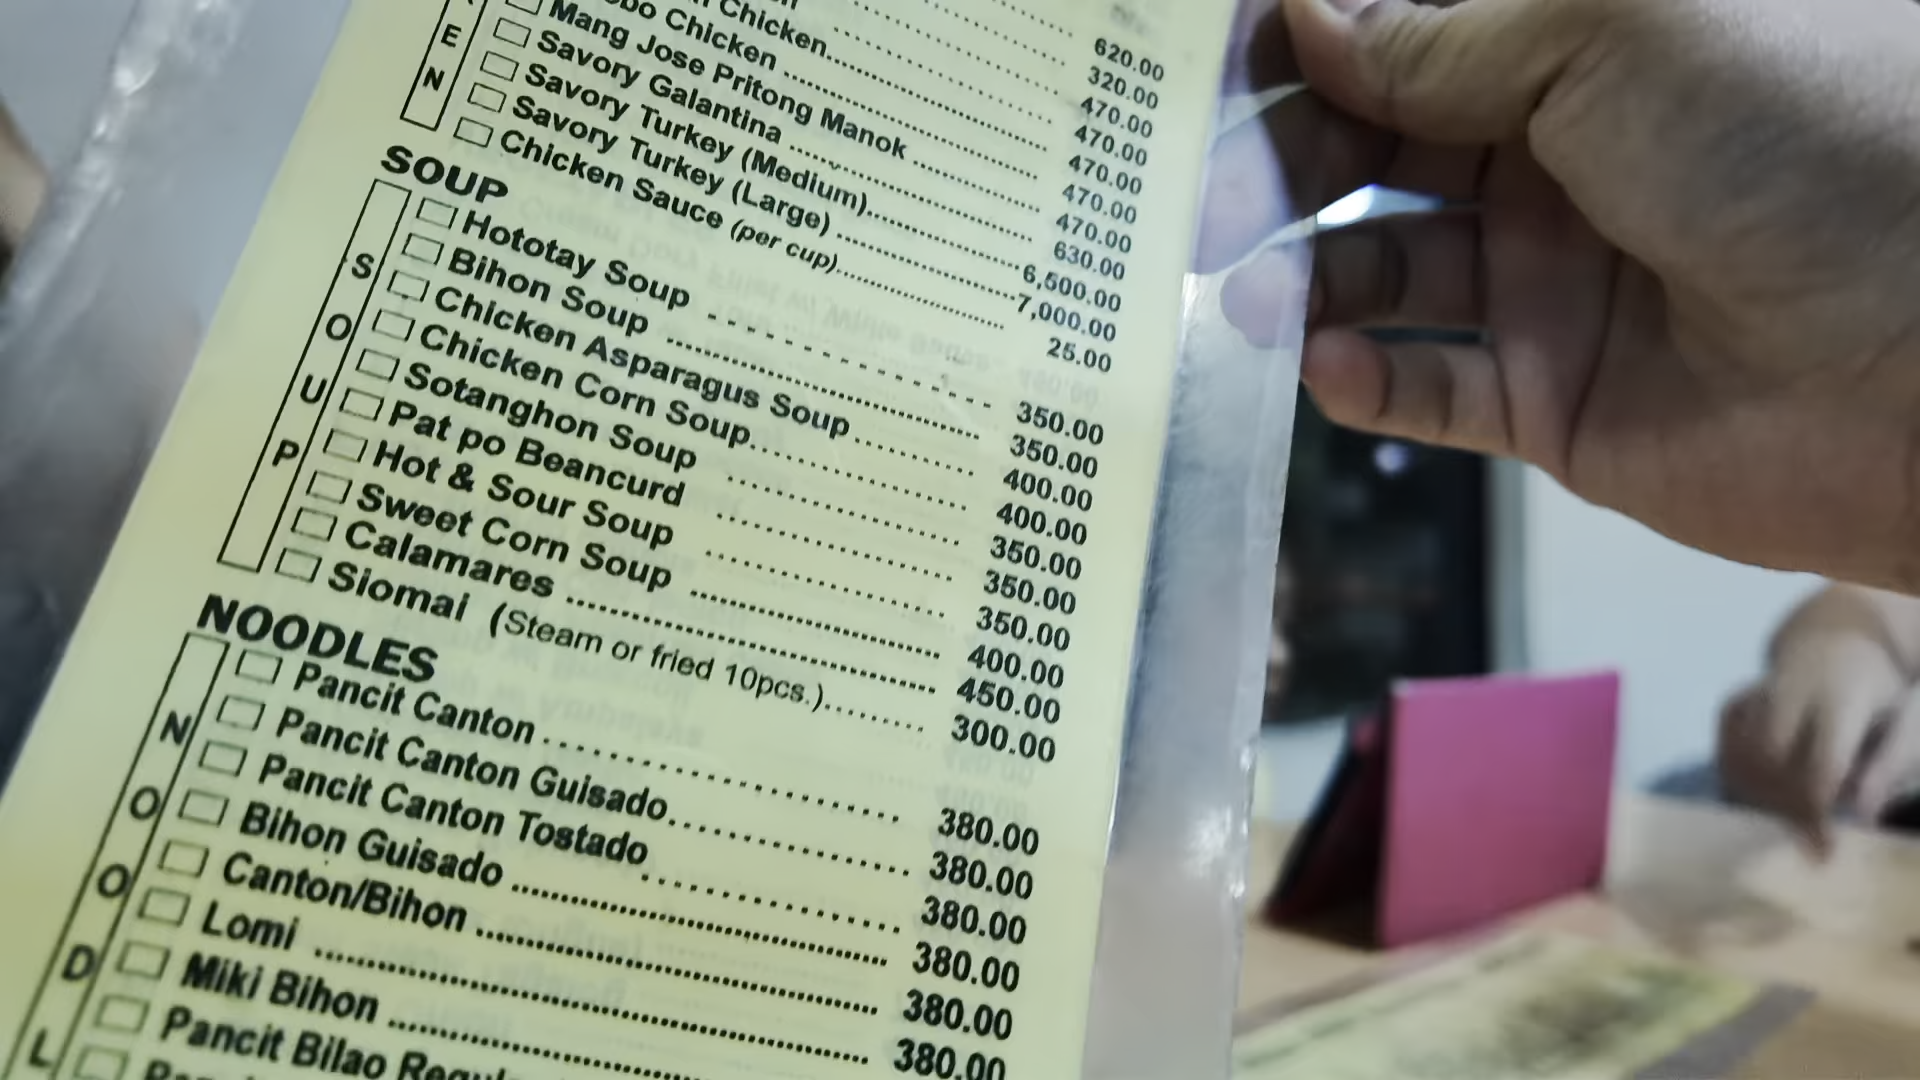 620.00
320.00
470.00
470.00
Chicken 470.00
Chicken 470.00
Mang Jose Pritong Manok 470.00
Savory Galantina 630.00
Savory Turkey (Medium) 6,500.00
Savory Turkey (Large) 7,000.00
Chicken Sauce (per cup) 25.00
E
N
SOUP
S
O
U
P
Hototay Soup 350.00
Bihon Soup 350.00
Chicken Asparagus Soup 400.00
Chicken Corn Soup 400.00
Sotanghon Soup 350.00
Pat po Beancurd 350.00
Hot & Sour Soup 350.00
Sweet Corn Soup 400.00
Calamares 450.00
Siomai (Steam or fried 10pcs.) 300.00
NOODLES
N
O
O
D
L
Pancit Canton 380.00
Pancit Canton Guisado 380.00
Pancit Canton Tostado 380.00
Bihon Guisado 380.00
Canton/Bihon 380.00
Lomi 380.00
Miki Bihon
Pancit Bilao